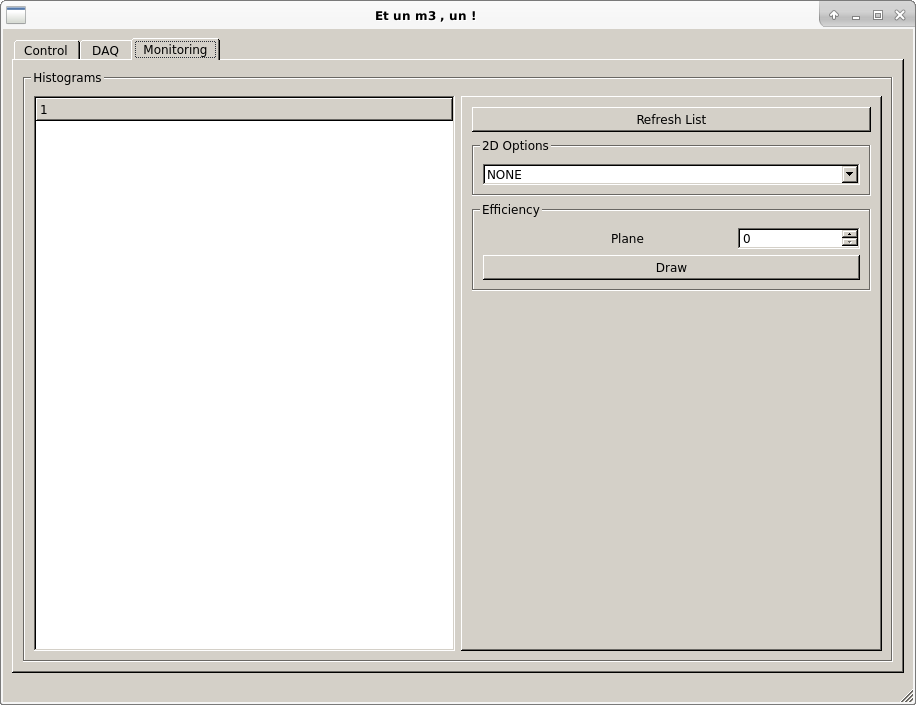 Et un m3 , un !
Control DAQ Monitoring
Histograms
1
Refresh List
2D Options
NONE
Efficiency
Plane 0
Draw